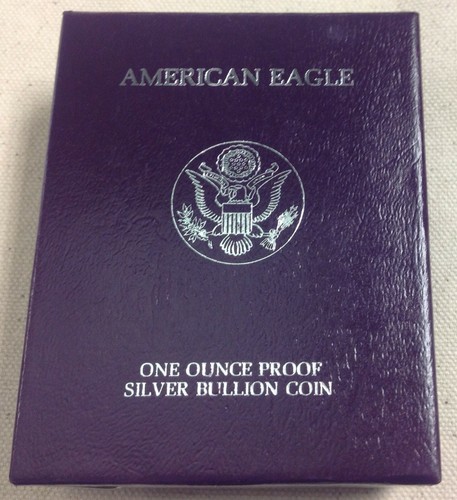 AMERICAN EAGLE
ONE OUNCE PROOF
SILVER BULLION COIN